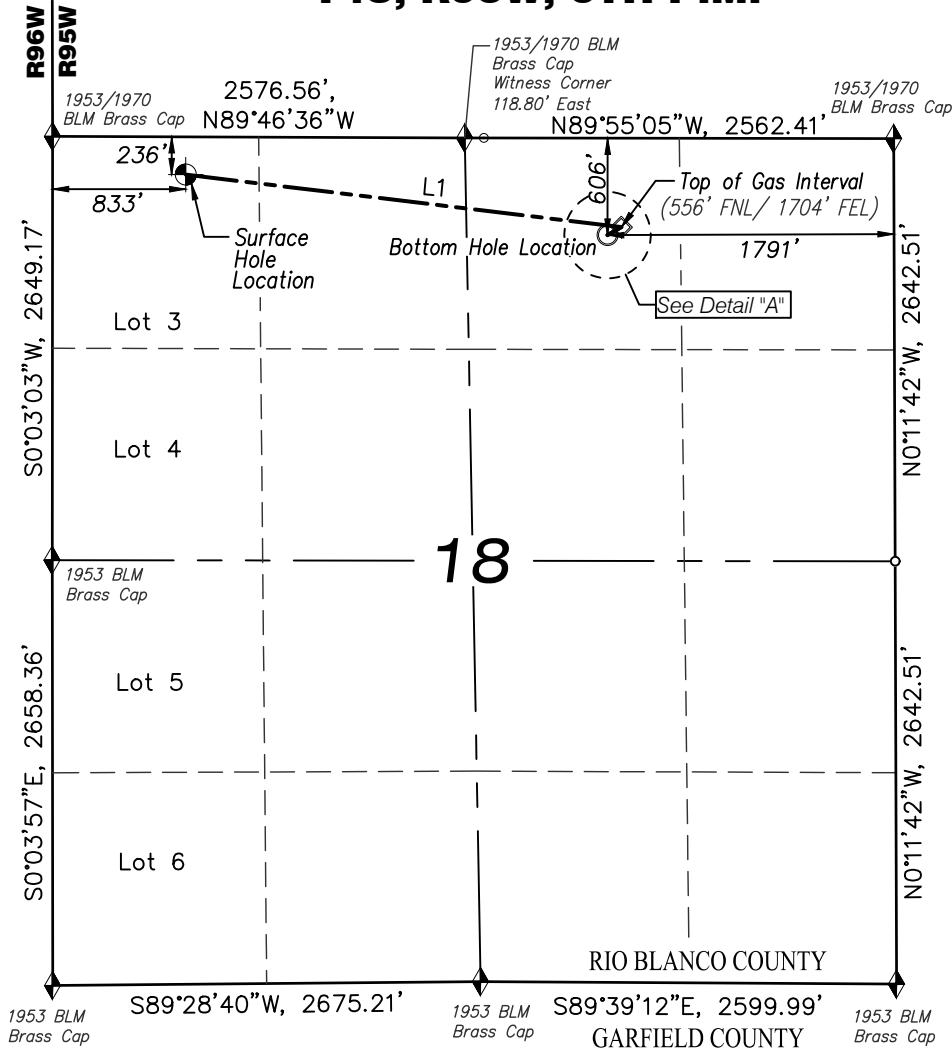 R96W
R95W
1953/1970
BLM Brass Cap
2576.56',
N89°46'36"W
1953/1970 BLM
Brass Cap
Witness Corner
118.80' East
N89°55'05"W, 2562.41'
1953/1970
BLM Brass Cap
236'
833'
L1
606'
Top of Gas Interval
(556' FNL/ 1704' FEL)
Surface
Hole
Location
Bottom Hole Location
1791'
See Detail "A"
S0°03'03"W, 2649.17'
N0°11'42"W, 2642.51'
Lot 3
Lot 4
18
1953 BLM
Brass Cap
Lot 5
S0°03'57"E, 2658.36'
N0°11'42"W, 2642.51'
Lot 6
RIO BLANCO COUNTY
1953 BLM
Brass Cap
S89°28'40"W, 2675.21'
1953 BLM
Brass Cap
S89°39'12"E, 2599.99'
GARFIELD COUNTY
1953 BLM
Brass Cap